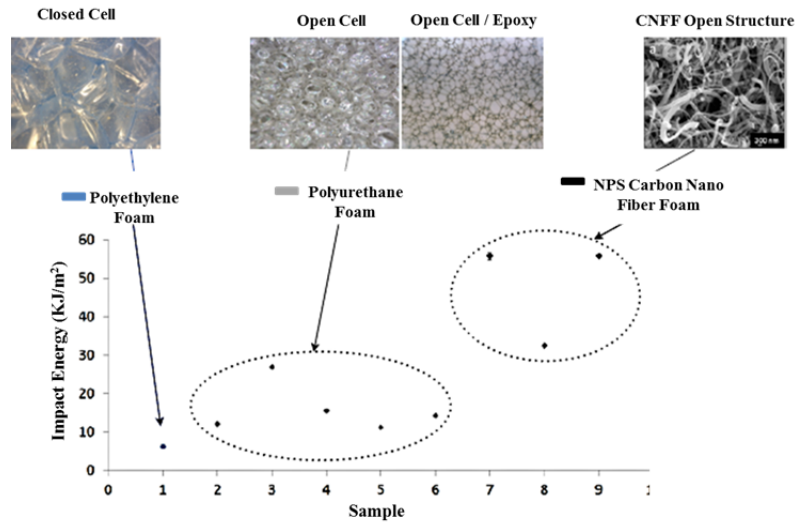 Closed Cell
Open Cell
Open Cell / Epoxy
CNFF Open Structure
300 nm
Polyethylene
Foam
Polyurethane
Foam
NPS Carbon Nano
Fiber Foam
Impact Energy (KJ/m²)
60
50
40
30
20
10
0
0 1 2 3 4 5 6 7 8 9
Sample